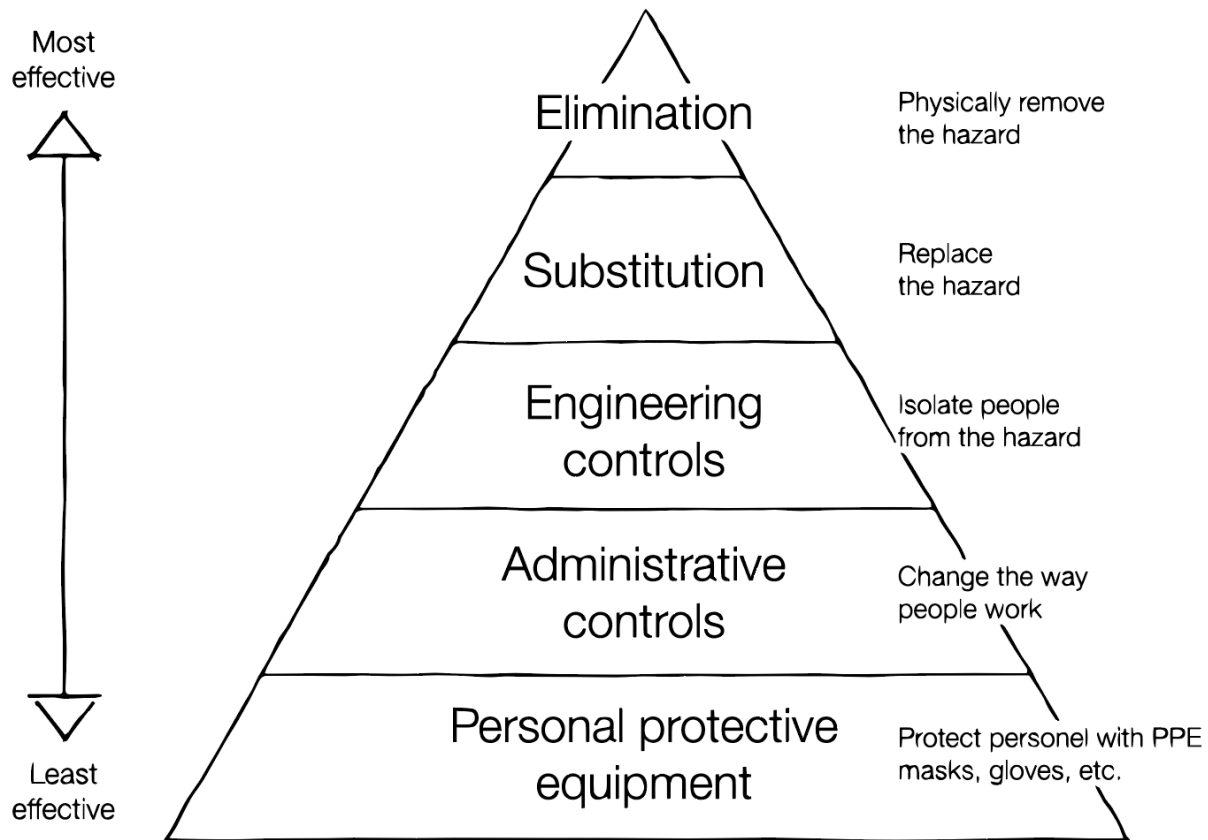 Most
effective
Elimination
Physically remove
the hazard
Substitution
Replace
the hazard
Engineering
controls
Isolate people
from the hazard
Administrative
controls
Change the way
people work
Personal protective
equipment
Protect personel with PPE
masks, gloves, etc.
Least
effective